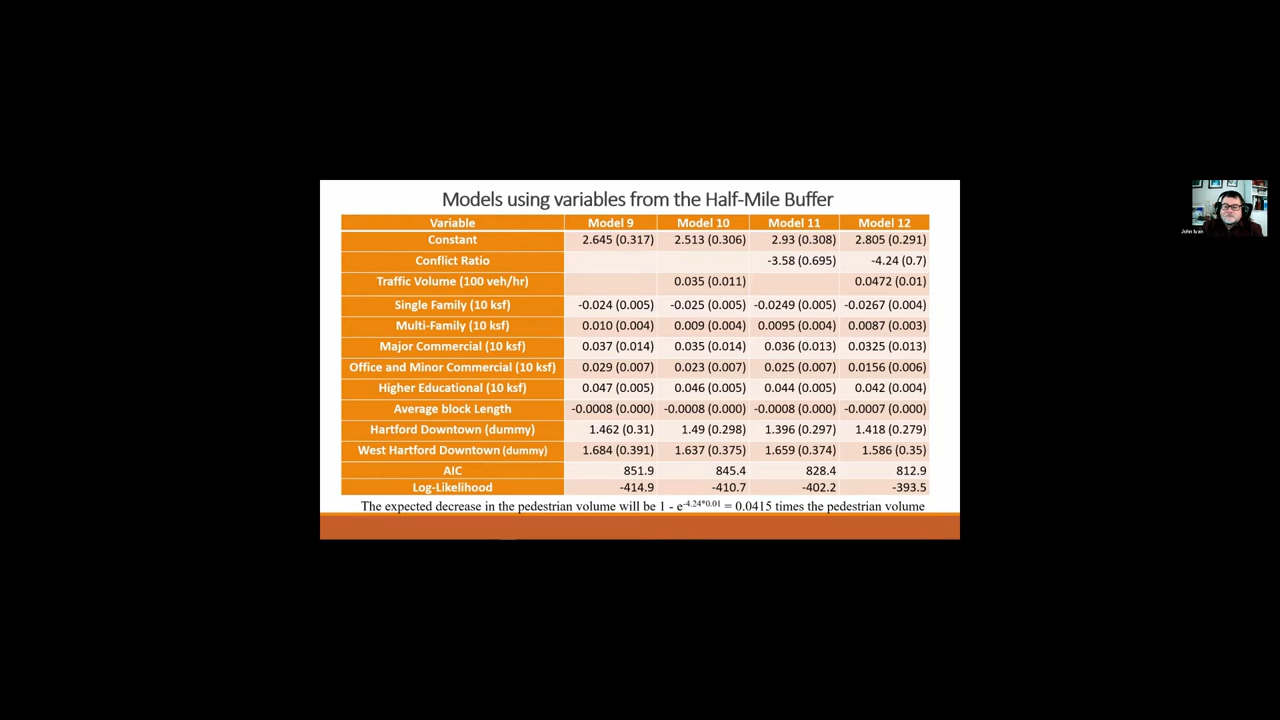 Models using variables from the Half-Mile Buffer
Variable Model 9 Model 10 Model 11 Model 12
Constant 2.645 (0.317) 2.513 (0.306) 2.93 (0.308) 2.805 (0.291)
Conflict Ratio -3.58 (0.695) -4.24 (0.7)
Traffic Volume (100 veh/hr) 0.035 (0.011) 0.0472 (0.01)
Single Family (10 ksf) -0.024 (0.005) -0.025 (0.005) -0.0249 (0.005) -0.0267 (0.004)
Multi-Family (10 ksf) 0.010 (0.004) 0.009 (0.004) 0.0095 (0.004) 0.0087 (0.003)
Major Commercial (10 ksf) 0.037 (0.014) 0.035 (0.014) 0.036 (0.013) 0.0325 (0.013)
Office and Minor Commercial (10 ksf) 0.029 (0.007) 0.023 (0.007) 0.025 (0.007) 0.0156 (0.006)
Higher Educational (10 ksf) 0.047 (0.005) 0.046 (0.005) 0.044 (0.005) 0.042 (0.004)
Average block Length -0.0008 (0.000) -0.0008 (0.000) -0.0008 (0.000) -0.0007 (0.000)
Hartford Downtown (dummy) 1.462 (0.31) 1.49 (0.298) 1.396 (0.297) 1.418 (0.279)
West Hartford Downtown (dummy) 1.684 (0.391) 1.637 (0.375) 1.659 (0.374) 1.586 (0.35)
AIC 851.9 845.4 828.4 812.9
Log-Likelihood -414.9 -410.7 -402.2 -393.5
The expected decrease in the pedestrian volume will be 1 - e-4.24*0.01 = 0.0415 times the pedestrian volume
John Ivan